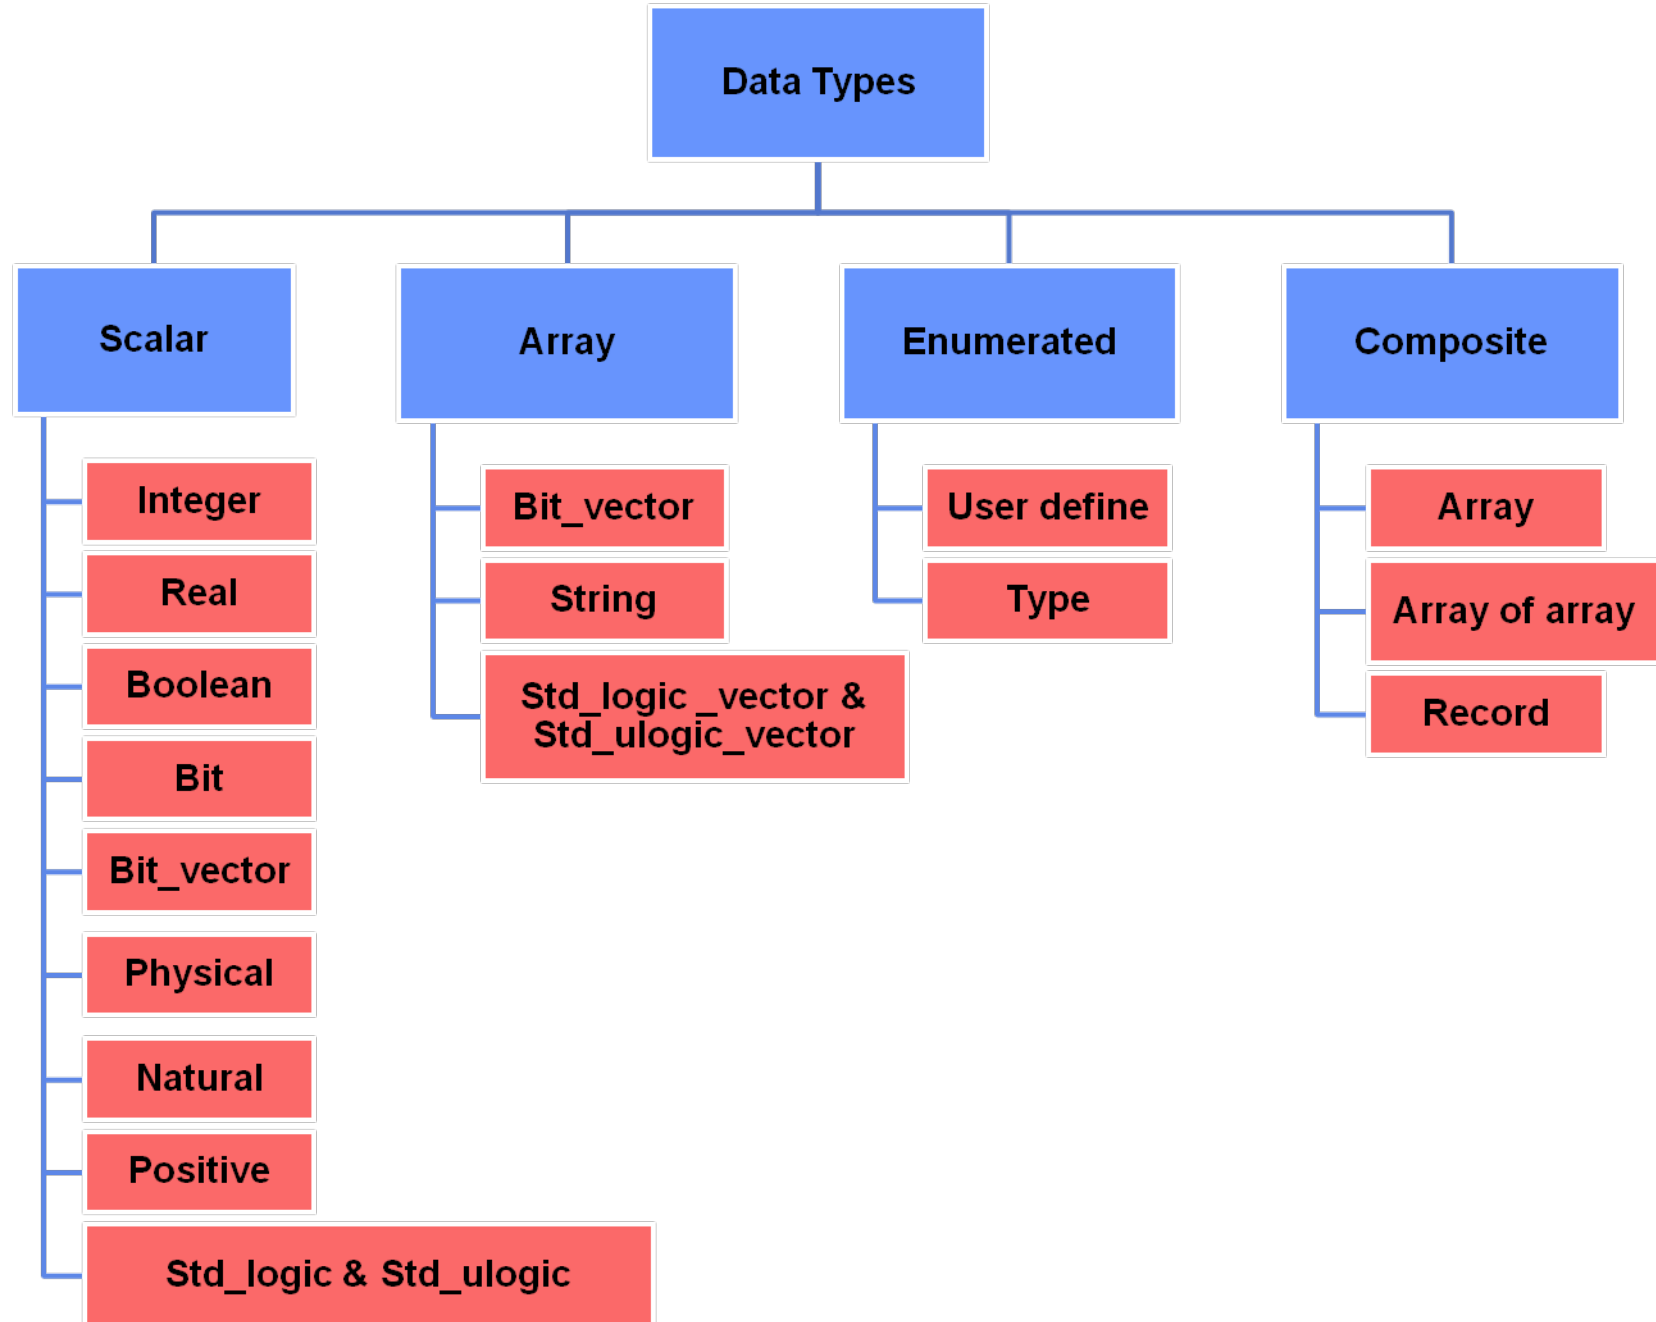 Data Types
Scalar
Array
Enumerated
Composite
Integer
Real
Boolean
Bit
Bit_vector
Physical
Natural
Positive
Std_logic & Std_ulogic
Bit_vector
String
Std_logic _vector &
Std_ulogic_vector
User define
Type
Array
Array of array
Record